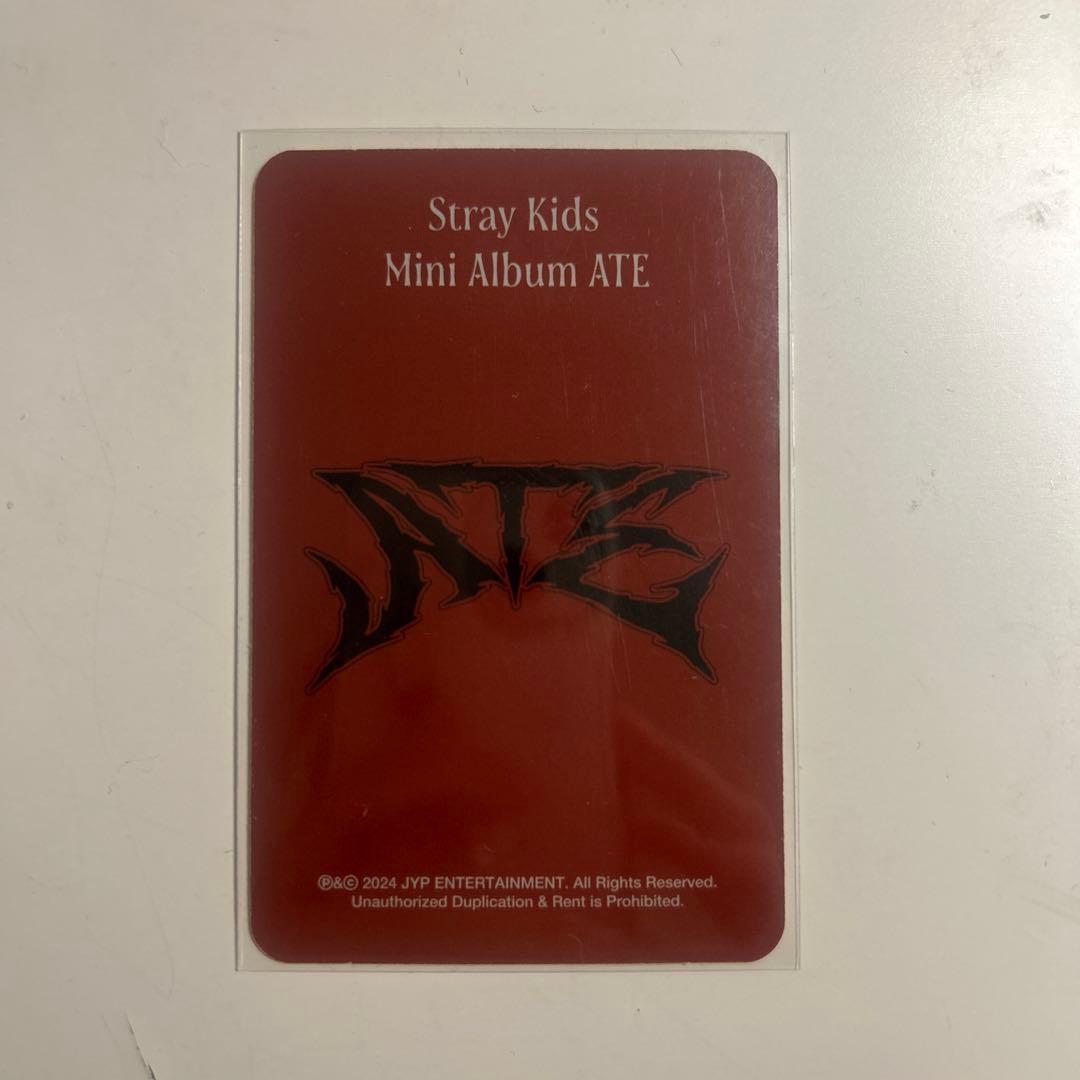 Stray Kids
Mini Album ATE
ATE
℗&© 2024 JYP ENTERTAINMENT. All Rights Reserved.
Unauthorized Duplication & Rent is Prohibited.